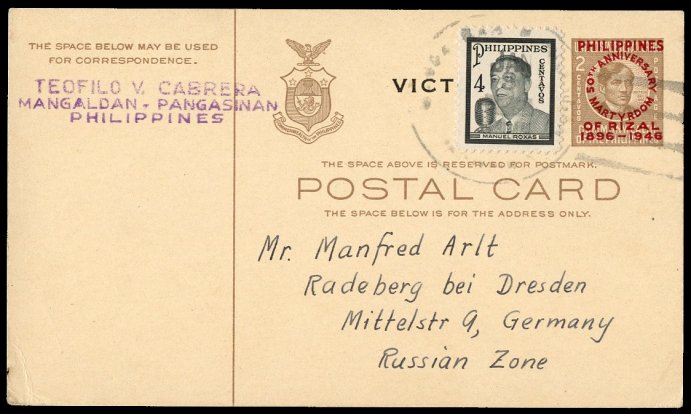 THE SPACE BELOW MAY BE USED
FOR CORRESPONDENCE.
TEOFILO V. CABRERA
MANGALDAN - PANGASINAN
PHILIPPINES
VICT
PHILIPPINES
4
CENTAVOS
MANUEL ROXAS
PHILIPPINES
50TH ANNIVERSARY
MARTYRDOM
OF RIZAL
1896-1946
2
CENTAVOS
THE SPACE ABOVE IS RESERVED FOR POSTMARK.
POSTAL CARD
THE SPACE BELOW IS FOR THE ADDRESS ONLY.
Mr. Manfred Arlt
Radeberg bei Dresden
Mittelstr 9, Germany
Russian Zone